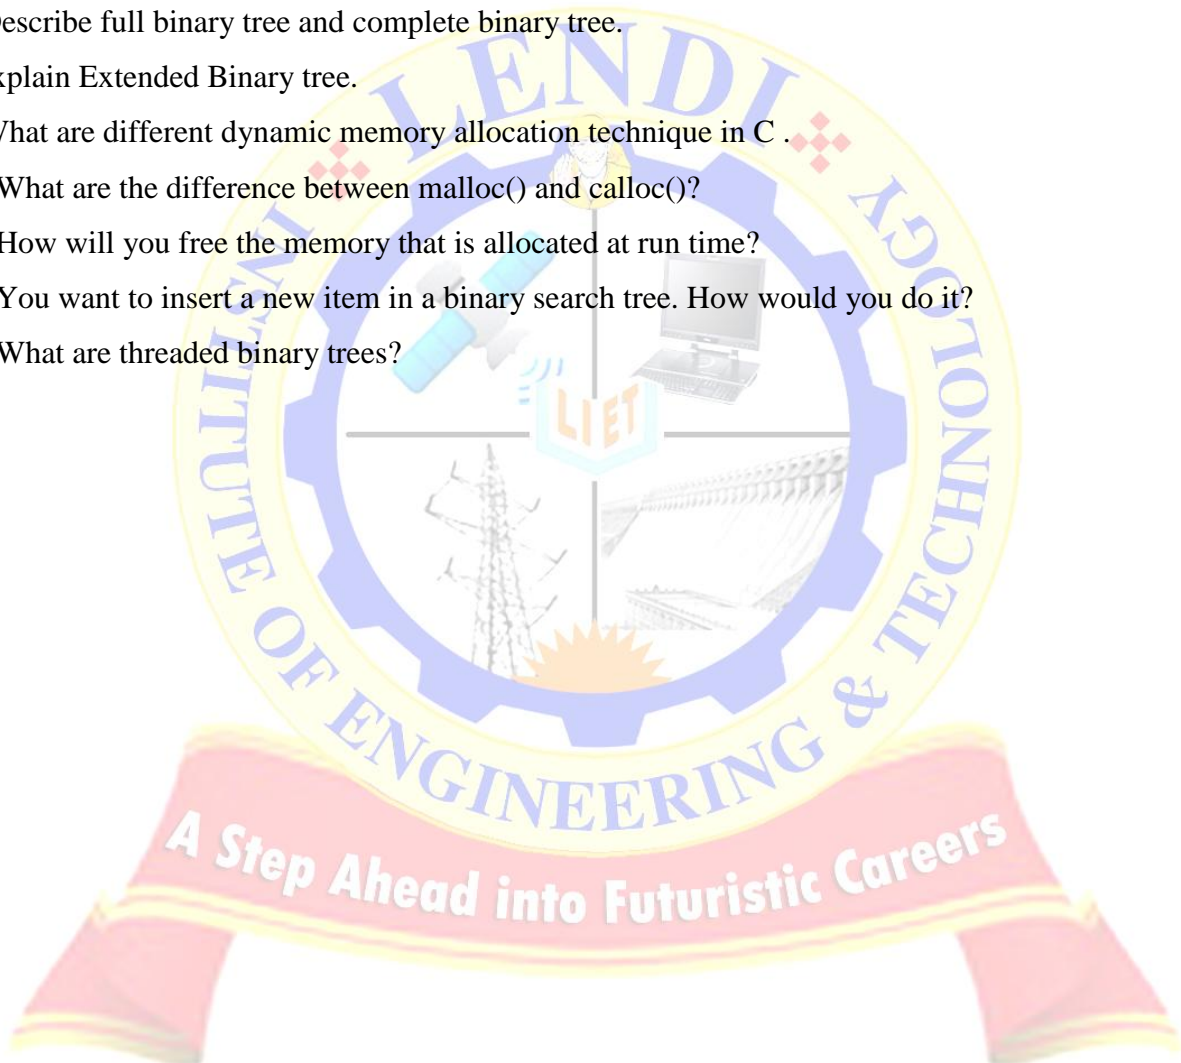 escribe full binary tree and complete binary tree.
xplain Extended Binary tree.
What are different dynamic memory allocation technique in C .
What are the difference between malloc() and calloc()?
How will you free the memory that is allocated at run time?
You want to insert a new item in a binary search tree. How would you do it?
What are threaded binary trees?
LENDI INSTITUTE OF ENGINEERING & TECHNOLOGY
LIET
A Step Ahead into Futuristic Careers